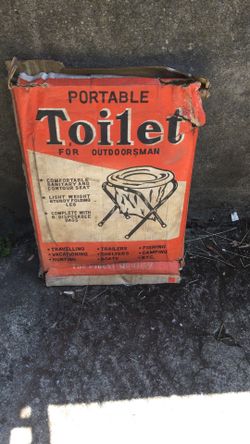 PORTABLE
Toilet
FOR OUTDOORSMAN
• COMFORTABLE
SANITARY AND
CONTOUR SEAT
• LIGHT WEIGHT
STURDY FOLDING
LEG
• COMPLETE WITH
6 DISPOSABLE
BAGS
• TRAVELLING • TRAILERS • FISHING
• VACATIONING • SHELTERS • CAMPING
• HUNTING • BOATS • ETC.